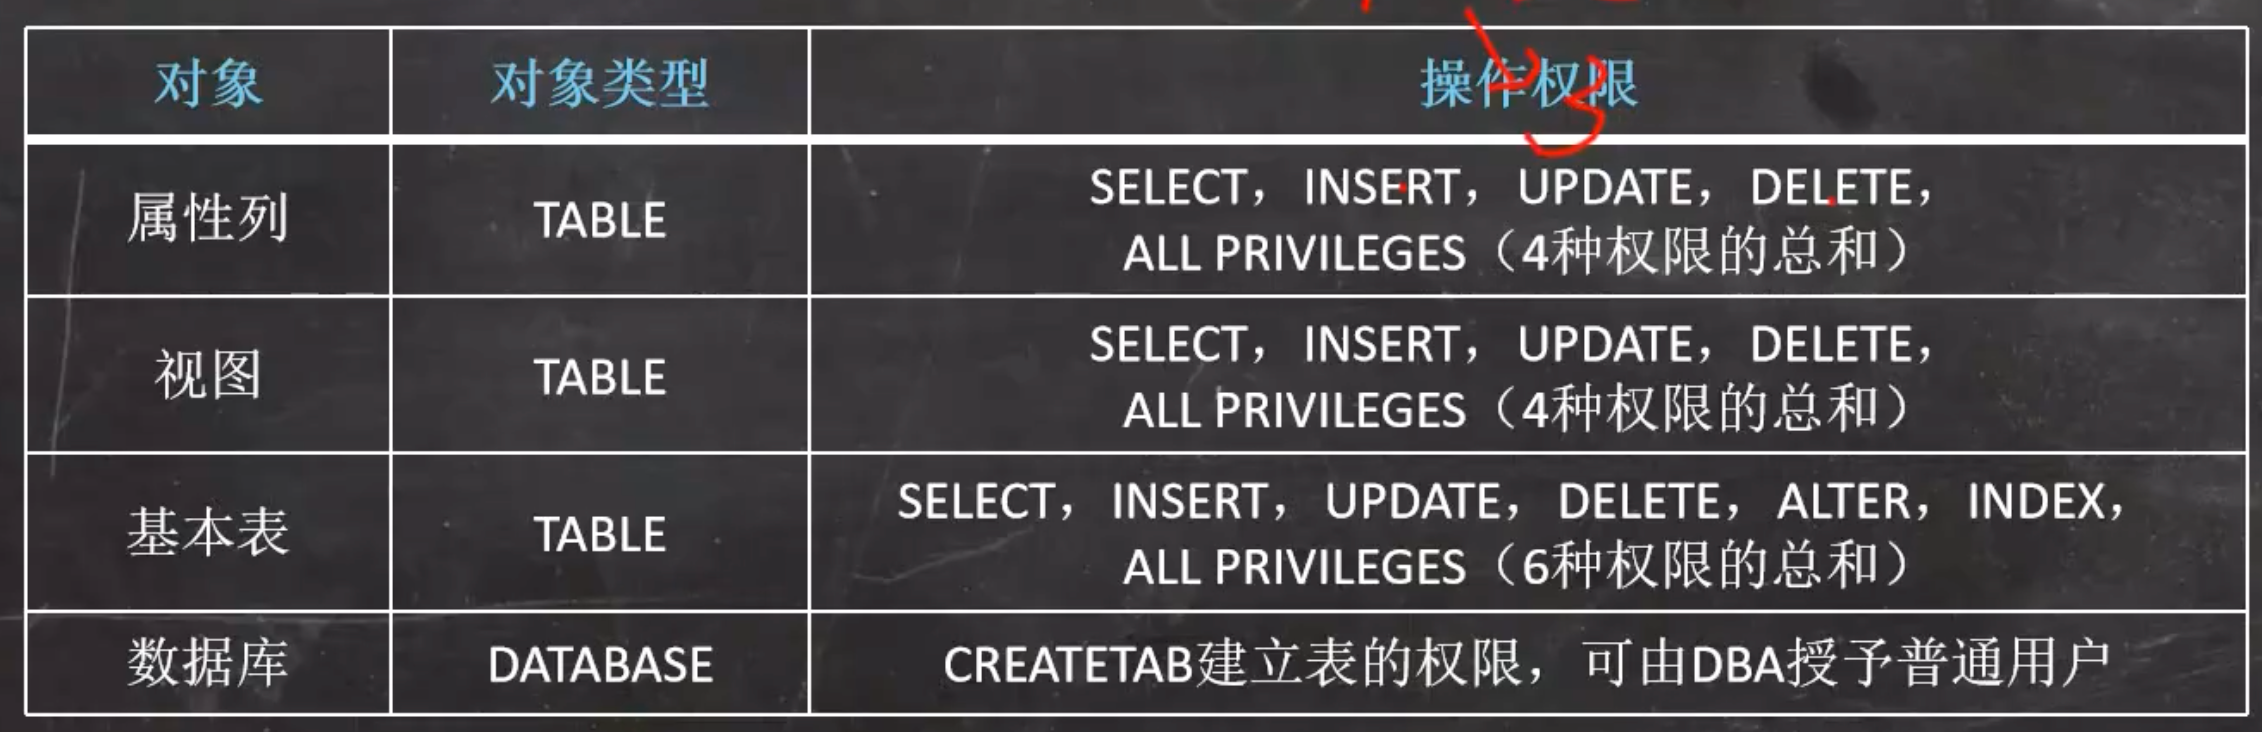 对象 对象类型 操作权限
属性列 TABLE SELECT，INSERT，UPDATE，DELETE，
ALL PRIVILEGES（4种权限的总和）
视图 TABLE SELECT，INSERT，UPDATE，DELETE，
ALL PRIVILEGES（4种权限的总和）
基本表 TABLE SELECT，INSERT，UPDATE，DELETE，ALTER，INDEX，
ALL PRIVILEGES（6种权限的总和）
数据库 DATABASE CREATETAB建立表的权限，可由DBA授予普通用户